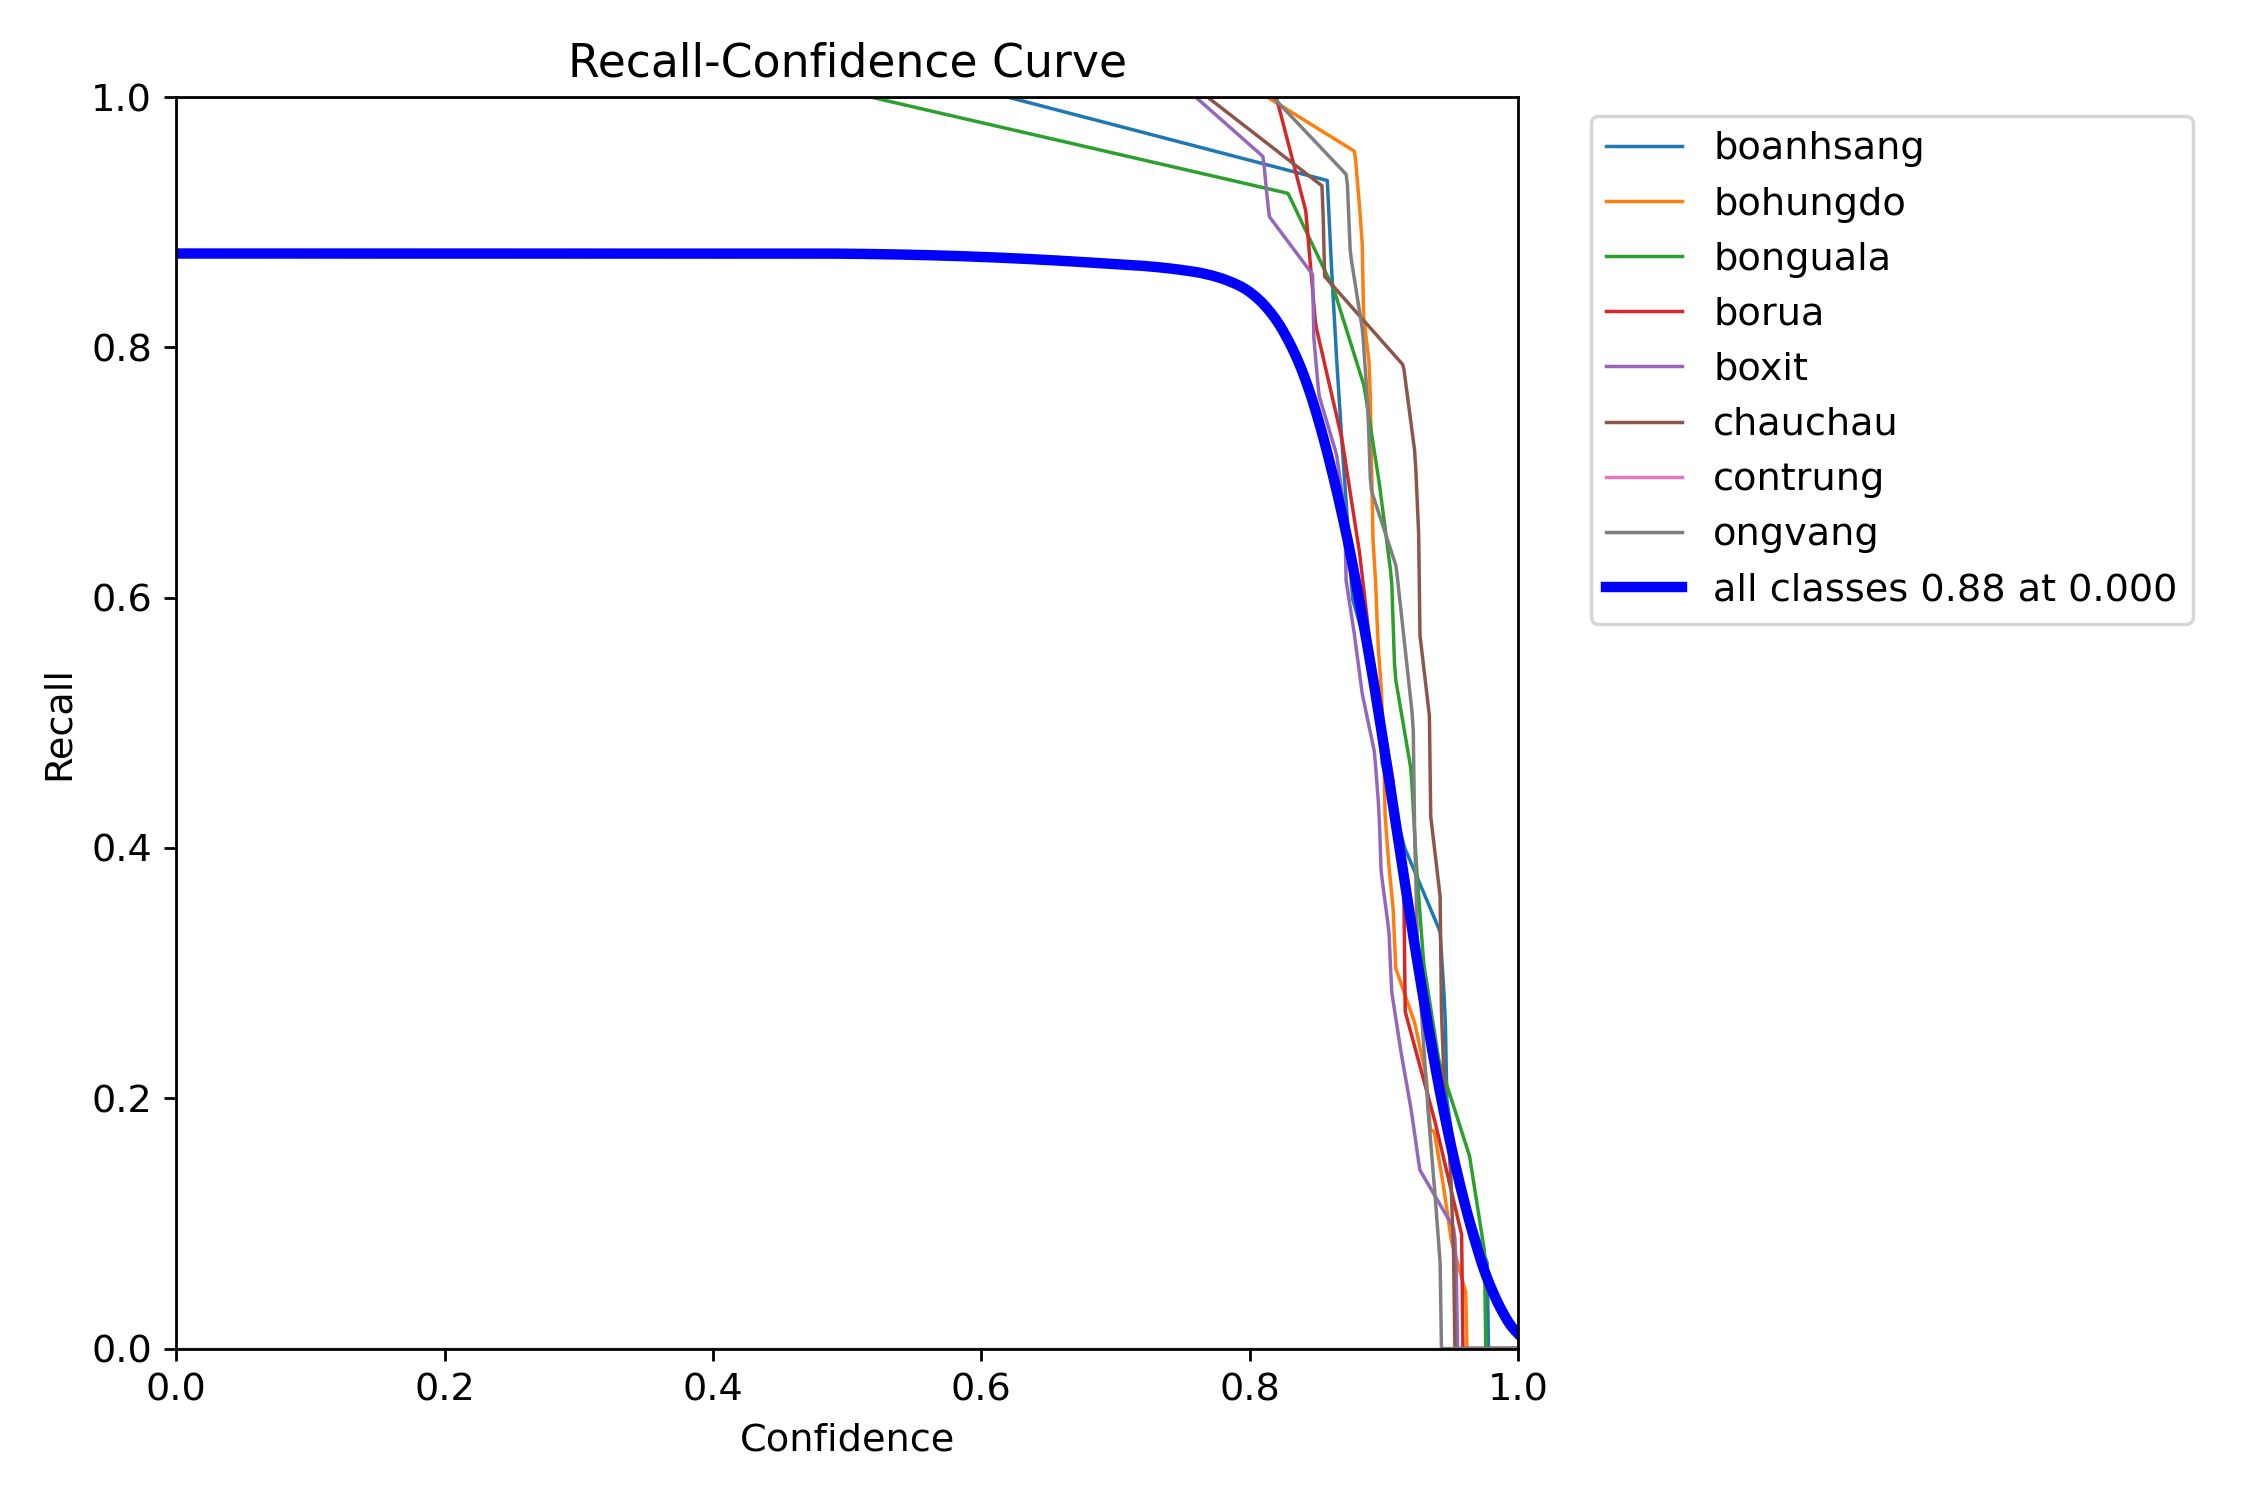 Recall-Confidence Curve
1.0
0.8
0.6
0.4
0.2
0.0
Recall
0.0 0.2 0.4 0.6 0.8 1.0
Confidence
boanhsang
bohungdo
bonguala
borua
boxit
chauchau
contrung
ongvang
all classes 0.88 at 0.000